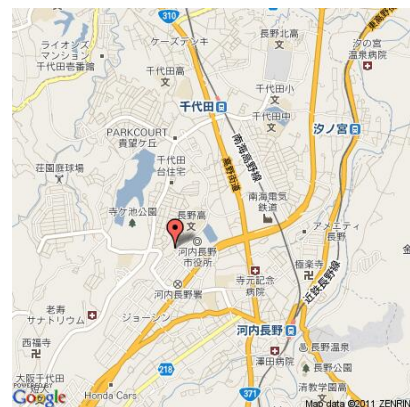 310
ライオンズ
マンション
千代田壱番館
ケーズデンキ
長野北高
汐の宮
温泉病院
千代田高
千代田小
千代田中
千代田
汐ノ宮
PARKCOURT
貴望ケ丘
南海高野線
荘園庭球場
千代田
台住宅
高野街道
南海電気
鉄道
寺ケ池公園
長野高
アメニティ
長野
河内長野
市役所
極楽寺
寺元記念
病院
近鉄長野線
河内長野署
老寿
サナトリウム
ジョーシン
河内長野
西福寺
218
澤田病院
長野温泉
大阪千代田
短大
長野公園
Honda Cars
371
清教学園高
POWERED BY
Google
Map data ©2011 ZENRIN